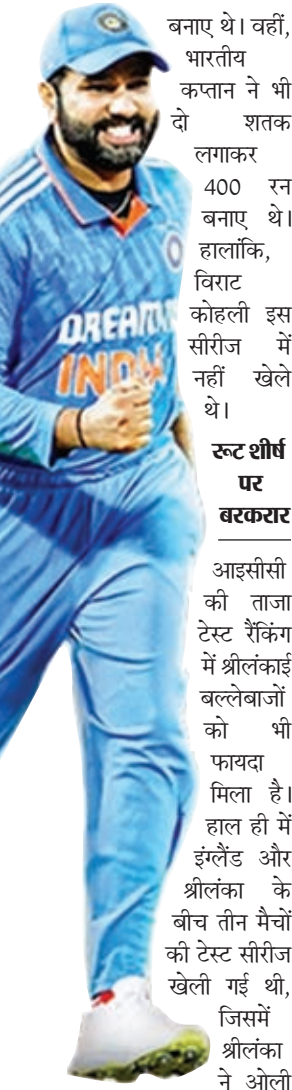 बनाए थे। वहीं,
भारतीय
कप्तान ने भी
दो शतक
लगाकर
400 रन
बनाए थे।
हालांकि,
विराट
कोहली इस
सीरीज में
नहीं खेले
थे।
रूट शीर्ष
पर
बरकरार
आइसीसी
की ताजा
टेस्ट रैंकिंग
में श्रीलंकाई
बल्लेबाजों
को भी
फायदा
मिला है।
हाल ही में
इंग्लैंड और
श्रीलंका के
बीच तीन मैचों
की टेस्ट सीरीज
खेली गई थी,
जिसमें
श्रीलंका
ने ओली
INDIA